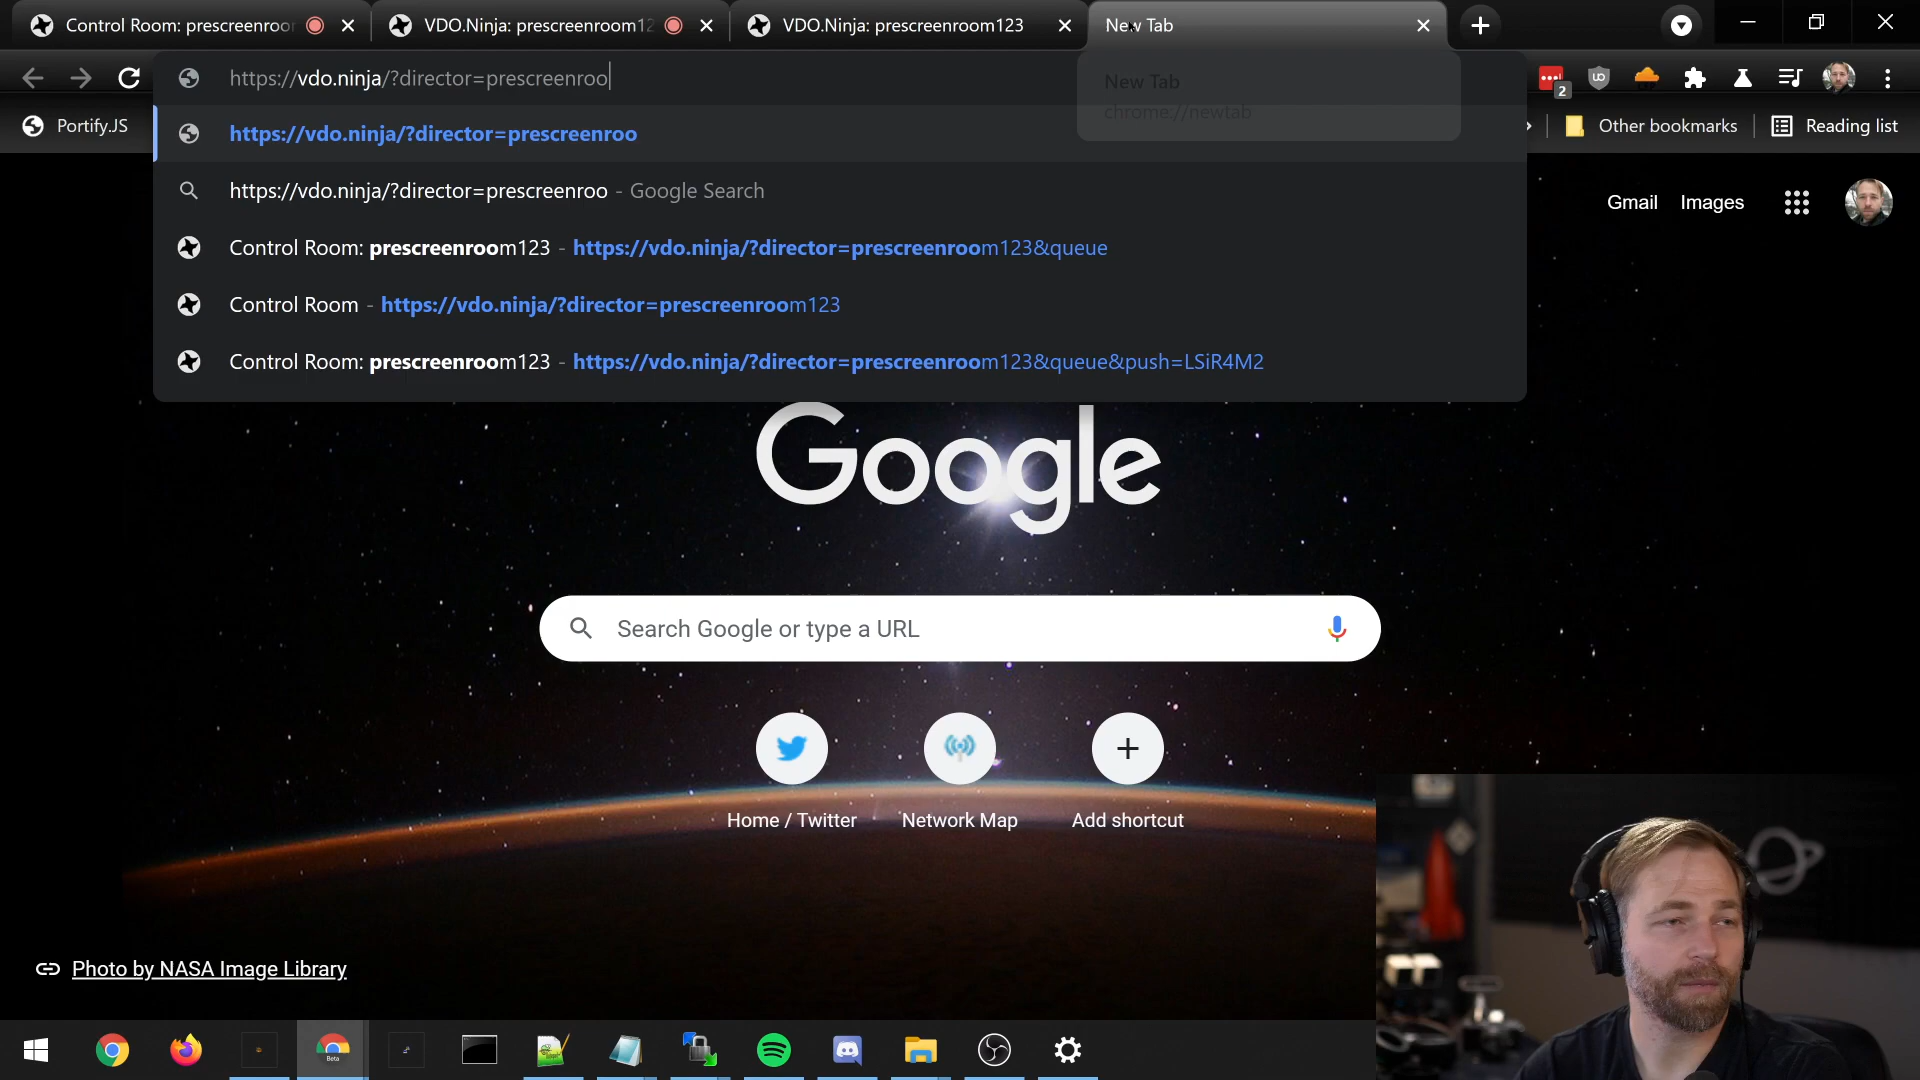 Control Room: prescreenroor
VDO.Ninja: prescreenroom12
VDO.Ninja: prescreenroom123
New Tab
https://vdo.ninja/?director=prescreenroo
New Tab
chrome://newtab
2
Portify.JS
Other bookmarks
Reading list
https://vdo.ninja/?director=prescreenroo
https://vdo.ninja/?director=prescreenroo - Google Search
Control Room: prescreenroom123 - https://vdo.ninja/?director=prescreenroom123&queue
Control Room - https://vdo.ninja/?director=prescreenroom123
Control Room: prescreenroom123 - https://vdo.ninja/?director=prescreenroom123&queue&push=LSiR4M2
Gmail
Images
Google
Search Google or type a URL
Home / Twitter
Network Map
Add shortcut
Photo by NASA Image Library
Beta